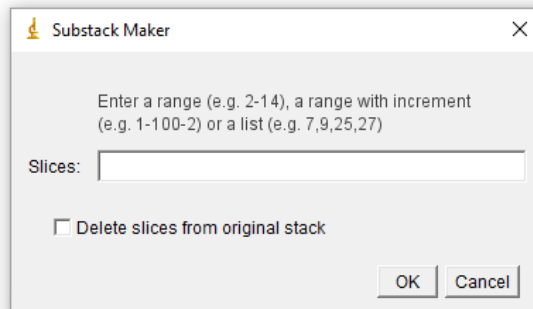 Substack Maker
Enter a range (e.g. 2-14), a range with increment
(e.g. 1-100-2) or a list (e.g. 7,9,25,27)
Slices:
Delete slices from original stack
OK Cancel